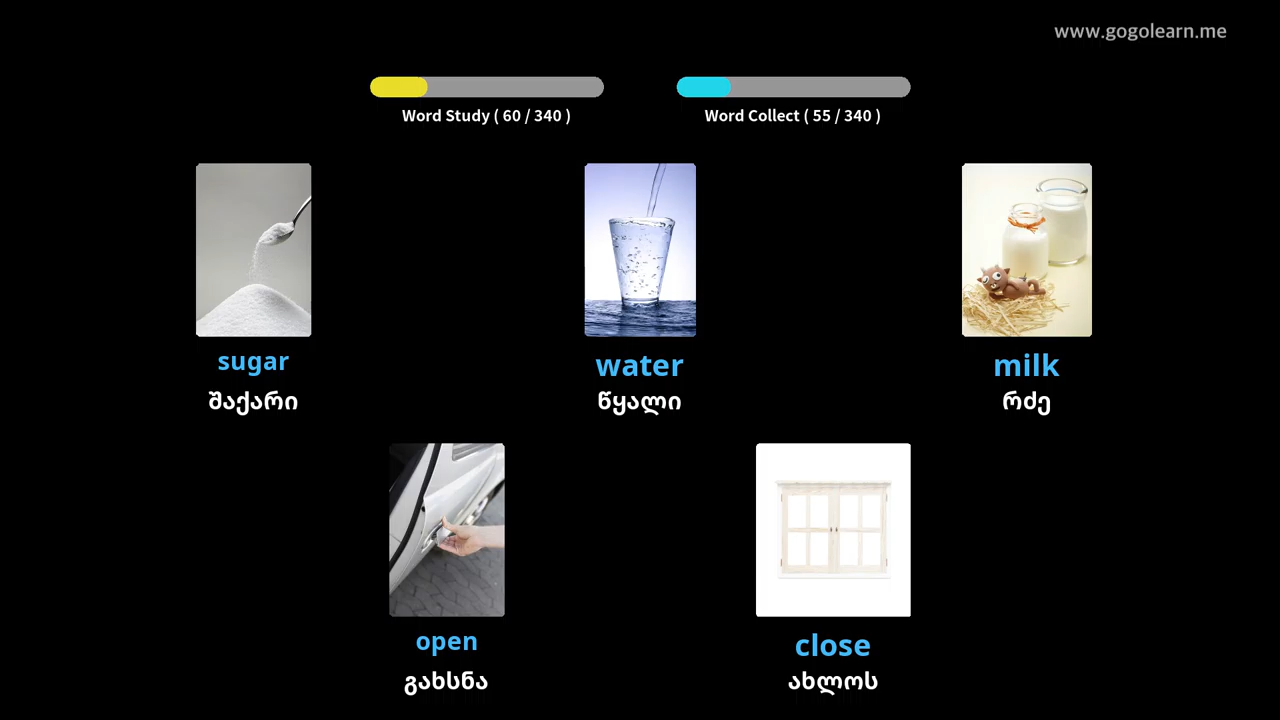 www.gogolearn.me
Word Study ( 60 / 340 )
Word Collect ( 55 / 340 )
sugar
შაქარი
water
წყალი
milk
რძე
open
გახსნა
close
ახლოს